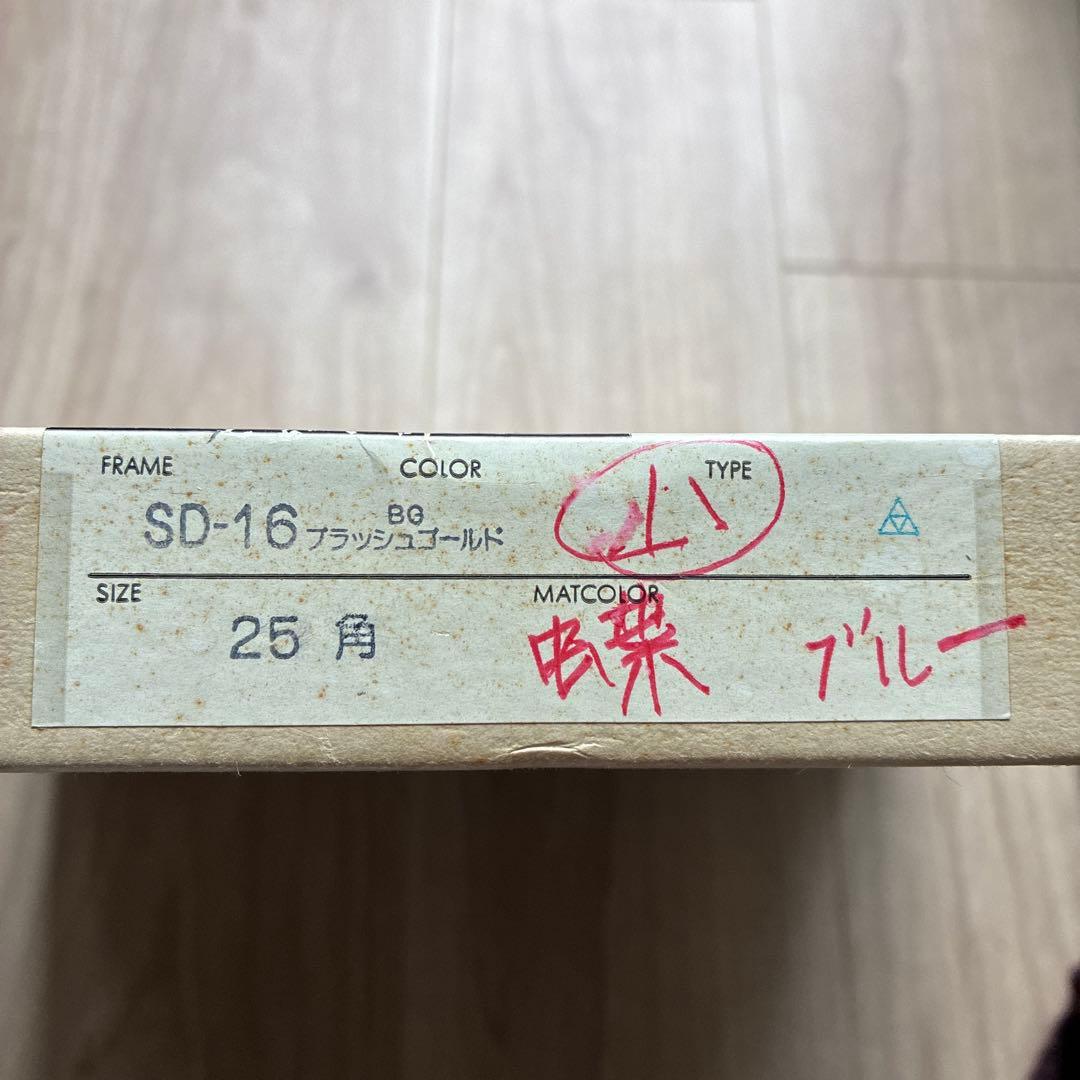 FRAME COLOR TYPE
BG
SD-16 ブラッシュゴールド
SIZE MATCOLOR
25 角 ブルー